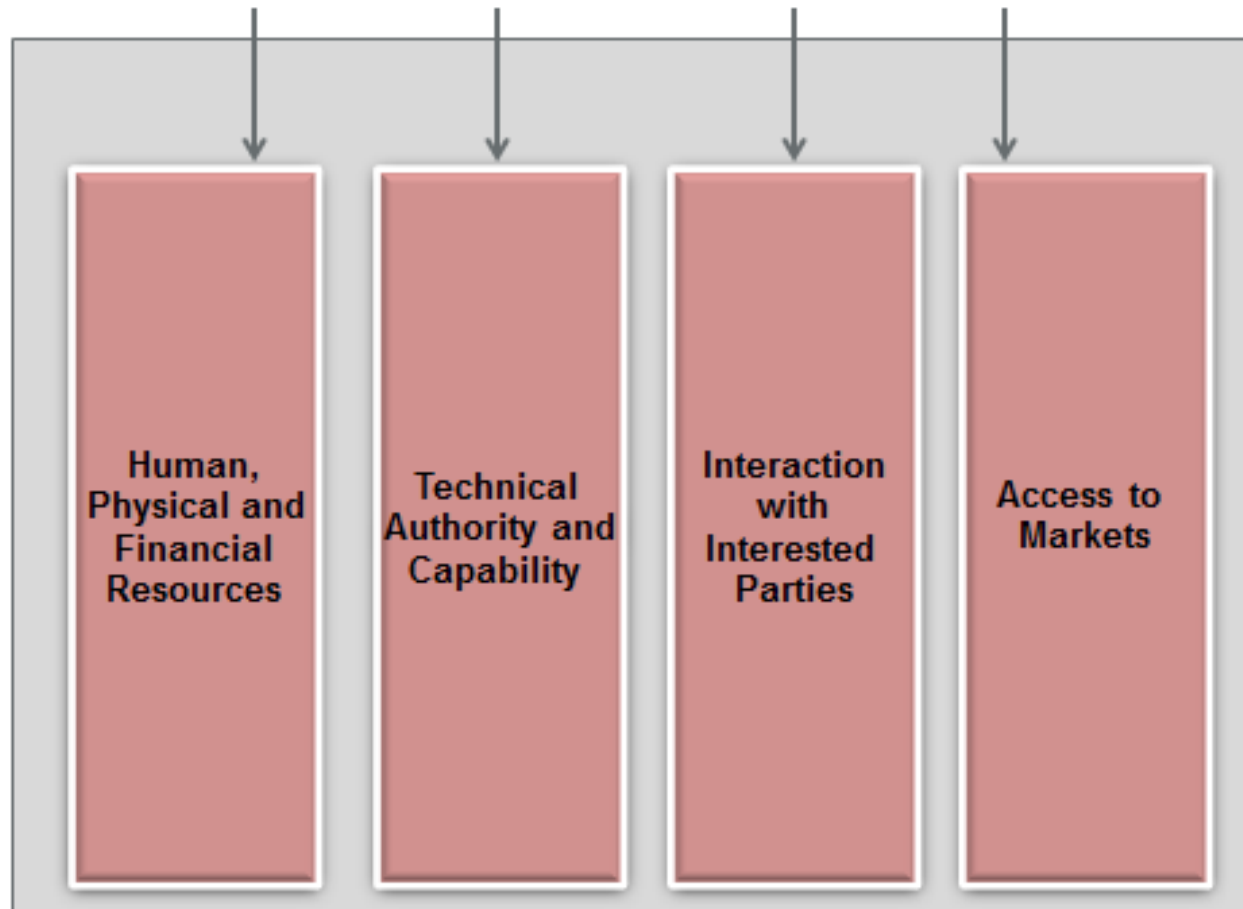 Human,
Physical and
Financial
Resources
Technical
Authority and
Capability
Interaction
with
Interested
Parties
Access to
Markets